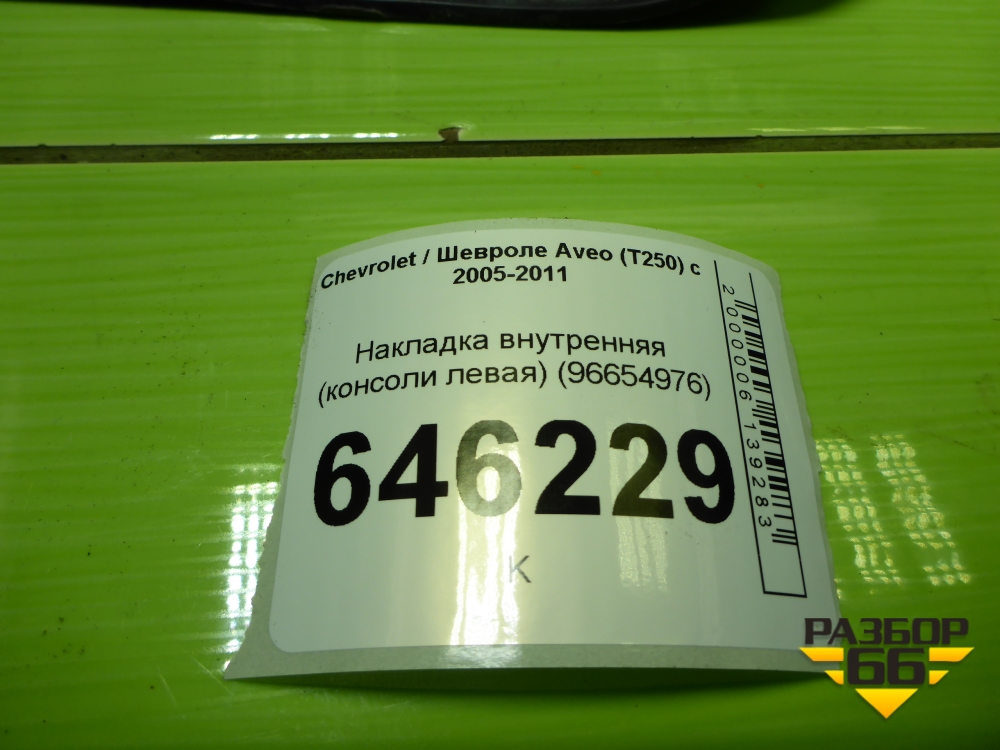 Chevrolet / Шевроле Aveo (T250) с
2005-2011
Накладка внутренняя
(консоли левая) (96654976)
646229
К
2000006139283
РАЗБОР
66